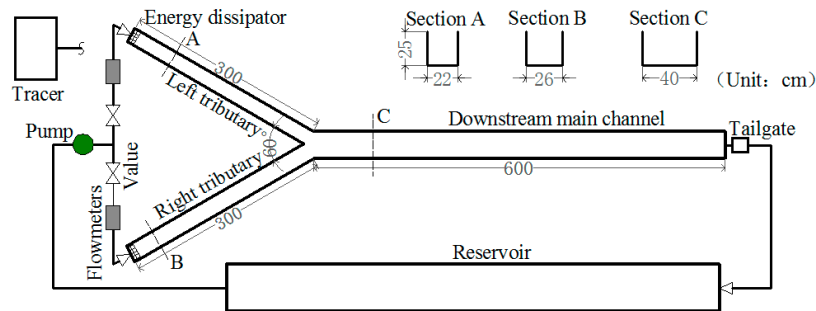 Energy dissipator
Section A
Section B
Section C
A
25
22
26
40
(Unit：cm)
300
Tracer
Left tributary
C
Downstream main channel
Tailgate
Pump
60°
Value
Right tributary
600
Flowmeters
300
B
Reservoir